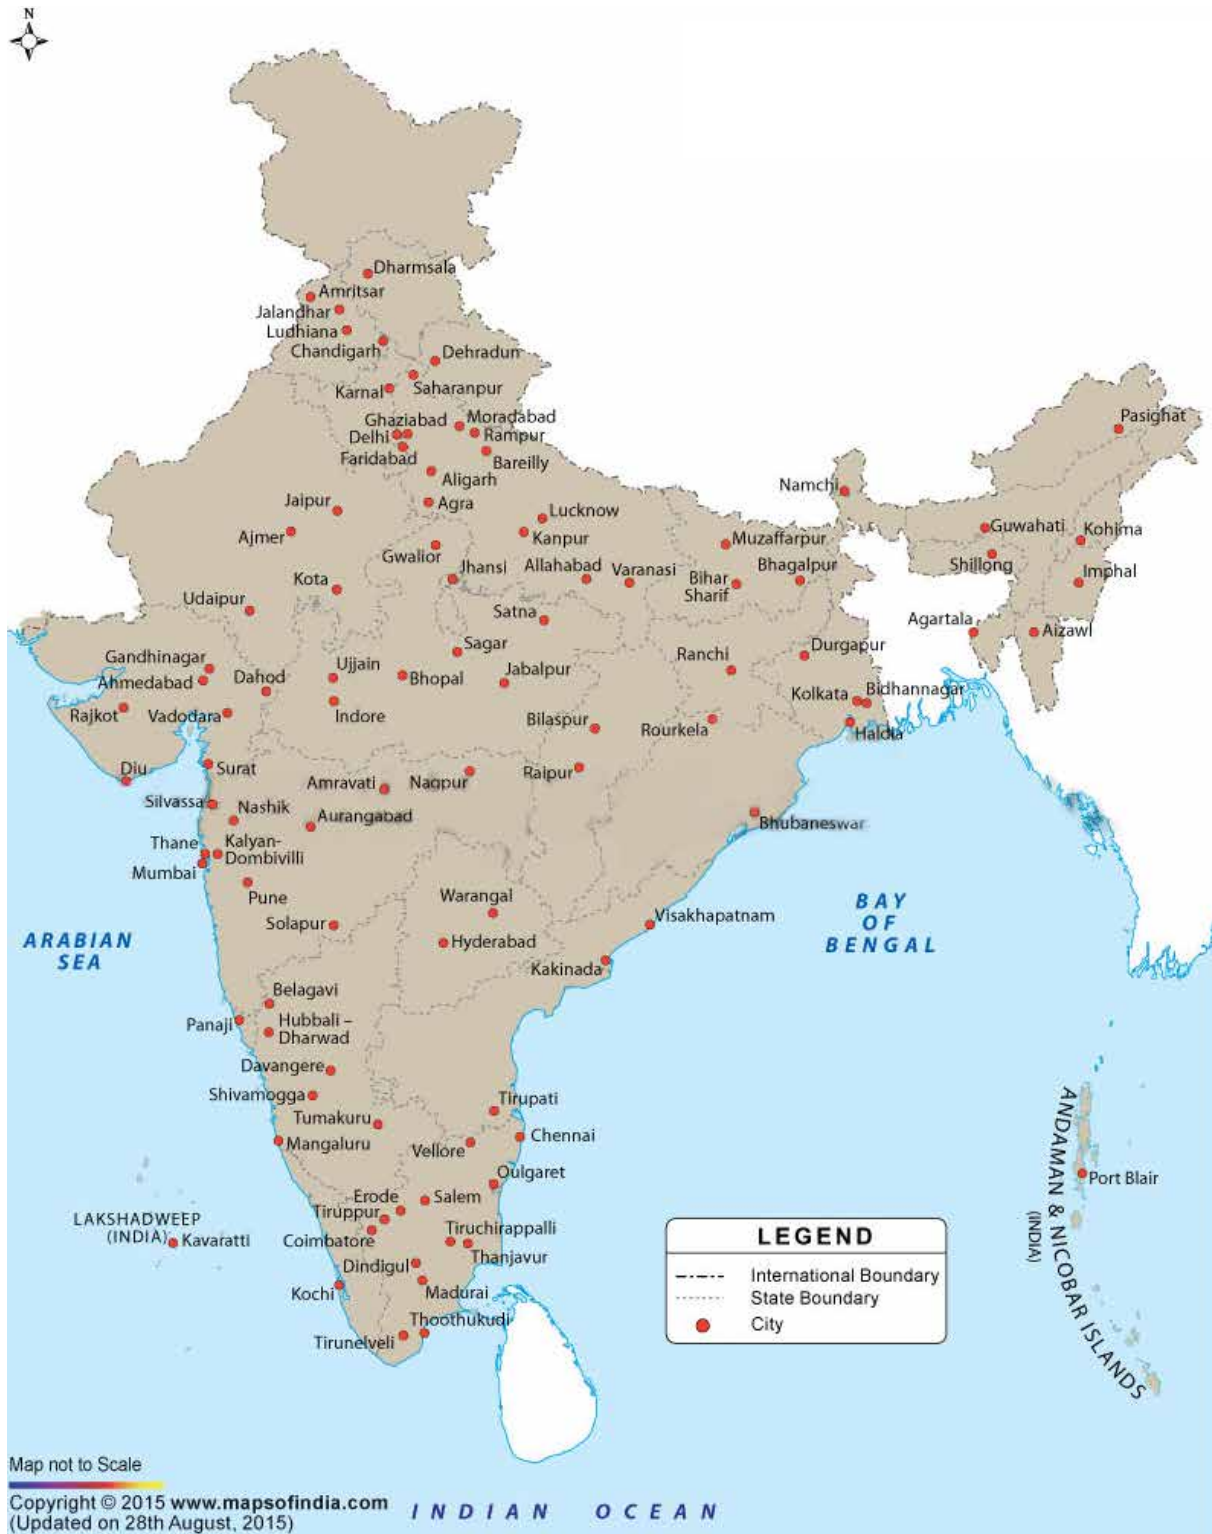 N
Dharmsala
Amritsar
Jalandhar
Ludhiana
Chandigarh
Dehradun
Karnal
Saharanpur
Ghaziabad
Moradabad
Delhi
Rampur
Faridabad
Bareilly
Aligarh
Pasighat
Namchi
Jaipur
Agra
Lucknow
Guwahati
Kohima
Ajmer
Kanpur
Muzaffarpur
Gwalior
Jhansi
Allahabad
Varanasi
Bihar
Sharif
Bhagalpur
Shillong
Imphal
Kota
Udaipur
Satna
Agartala
Aizawl
Sagar
Durgapur
Gandhinagar
Ahmedabad
Dahod
Ujjain
Bhopal
Jabalpur
Ranchi
Kolkata
Bidhannagar
Rajkot
Vadodara
Indore
Bilaspur
Rourkela
Haldia
Diu
Surat
Amravati
Nagpur
Raipur
Silvassa
Nashik
Aurangabad
Bhubaneswar
Thane
Kalyan-
Dombivilli
Mumbai
Pune
Warangal
Solapur
Visakhapatnam
BAY
OF
BENGAL
ARABIAN
SEA
Hyderabad
Kakinada
Belagavi
Panaji
Hubbali –
Dharwad
Davangere
Shivamogga
Tirupati
Tumakuru
Mangaluru
Vellore
Chennai
Oulgaret
Port Blair
ANDAMAN & NICOBAR ISLANDS
(INDIA)
Erode
Salem
Tiruppur
LAKSHADWEEP
(INDIA)
Kavaratti
Coimbatore
Tiruchirappalli
Thanjavur
Dindigul
Kochi
Madurai
Thoothukudi
Tirunelveli
LEGEND
International Boundary
State Boundary
City
Map not to Scale
Copyright © 2015 www.mapsofindia.com
(Updated on 28th August, 2015)
INDIAN OCEAN